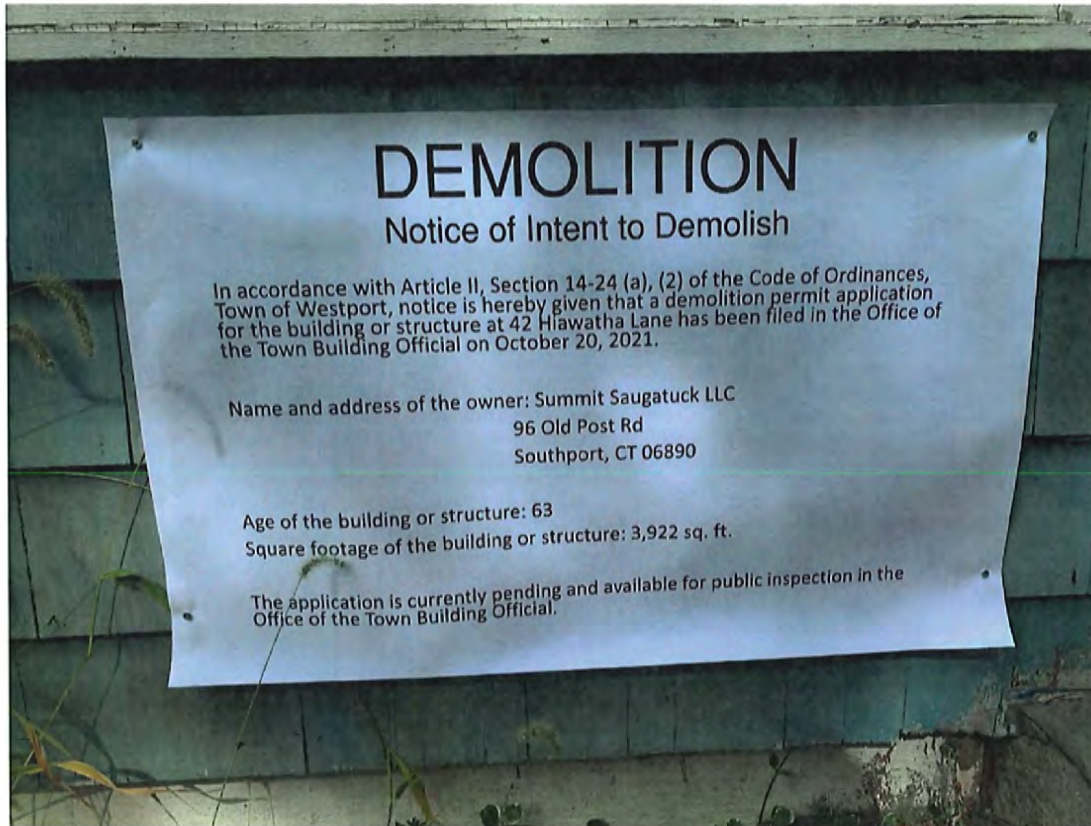 DEMOLITION
Notice of Intent to Demolish
In accordance with Article II, Section 14-24 (a), (2) of the Code of Ordinances,
Town of Westport, notice is hereby given that a demolition permit application
for the building or structure at 42 Hiawatha Lane has been filed in the Office of
the Town Building Official on October 20, 2021.
Name and address of the owner: Summit Saugatuck LLC
96 Old Post Rd
Southport, CT 06890
Age of the building or structure: 63
Square footage of the building or structure: 3,922 sq. ft.
The application is currently pending and available for public inspection in the
Office of the Town Building Official.